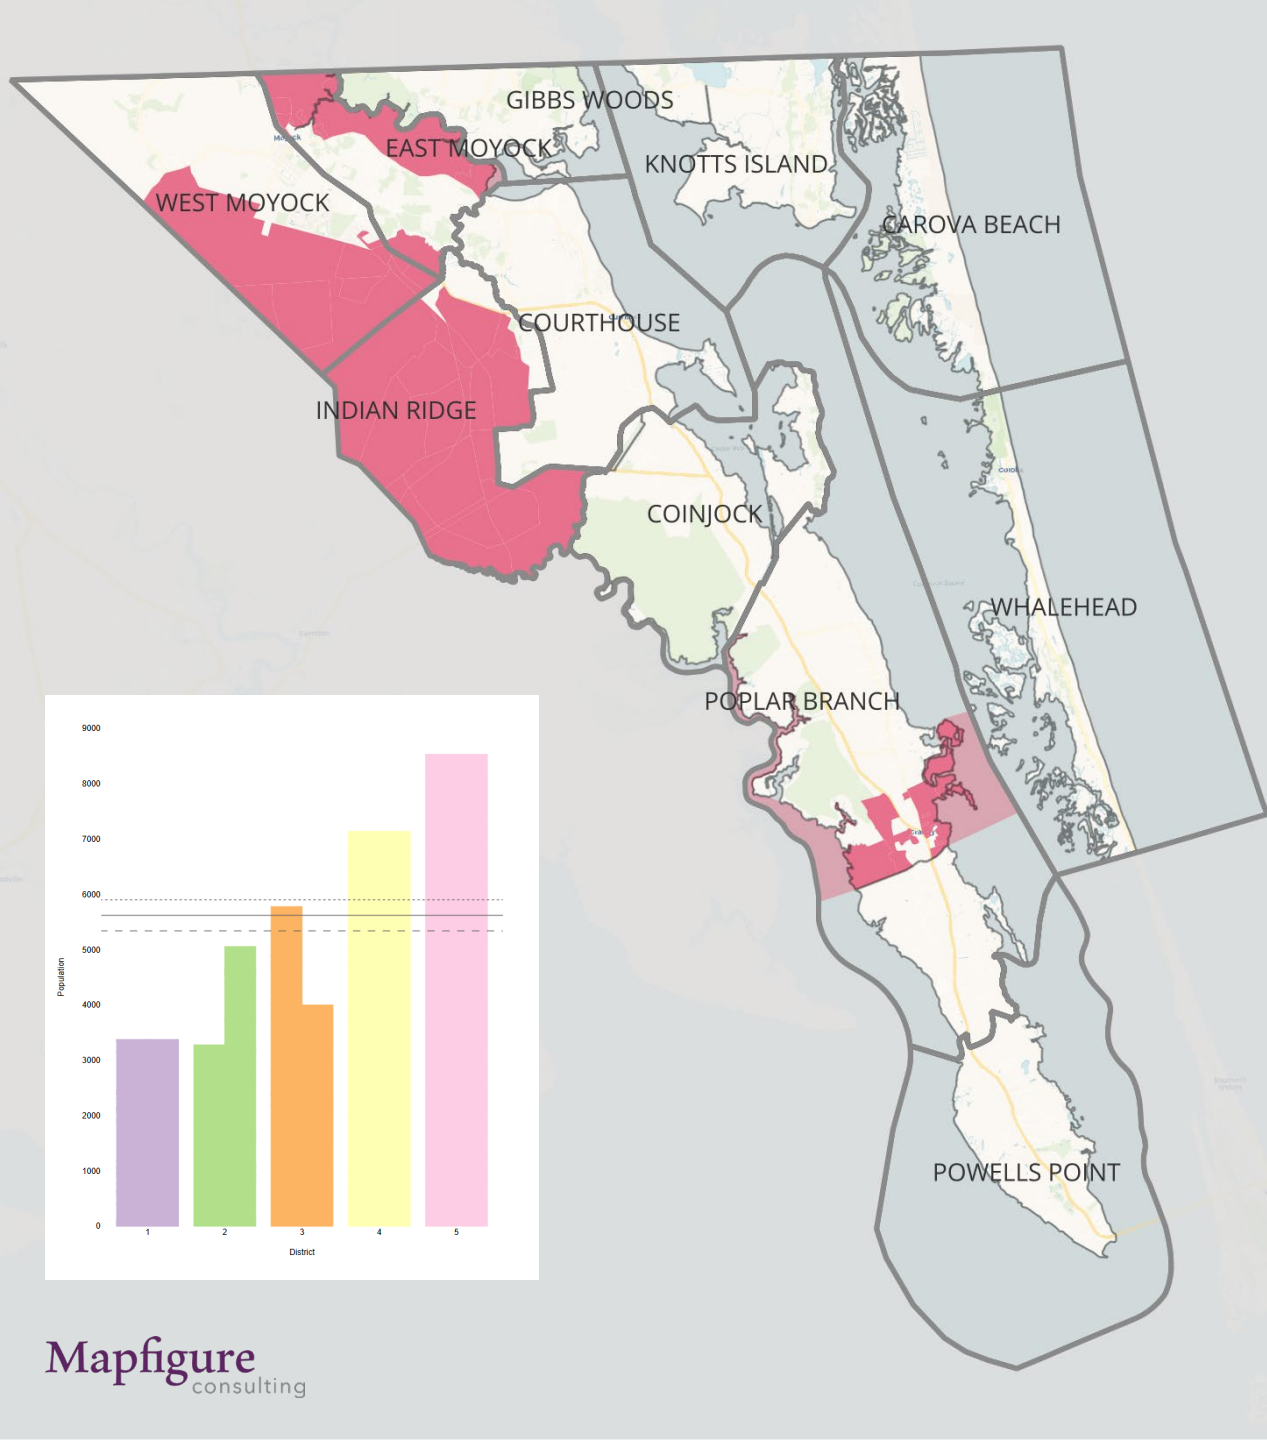 GIBBS WOODS
EAST MOYOCK
KNOTTS ISLAND
WEST MOYOCK
CAROVA BEACH
COURTHOUSE
INDIAN RIDGE
COINJOCK
WHALEHEAD
POPLAR BRANCH
POWELLS POINT
9000
8000
7000
6000
5000
4000
3000
2000
1000
0
Population
1 2 3 4 5
District
Mapfigure
consulting